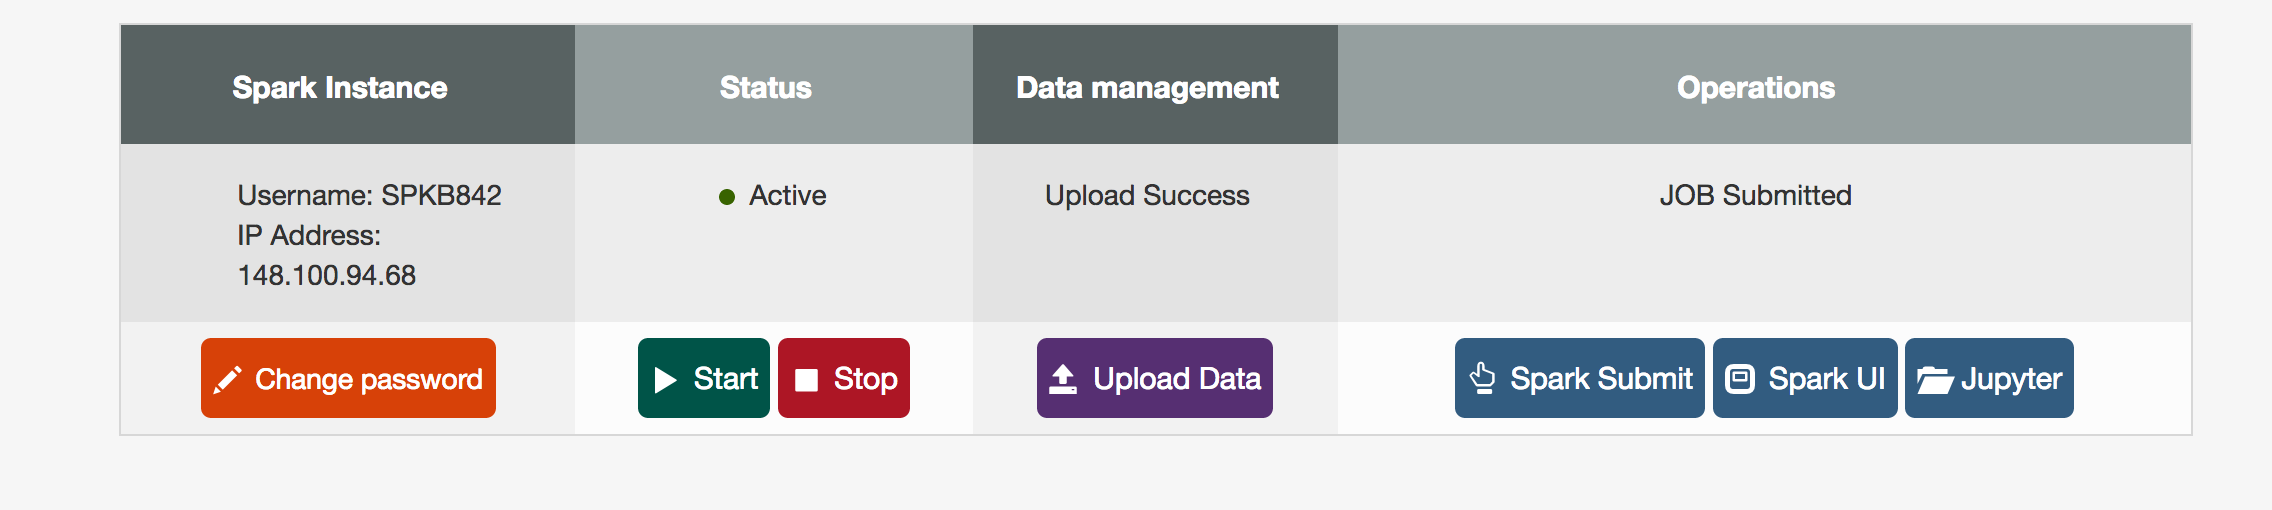 Spark Instance
Status
Data management
Operations
Username: SPKB842
IP Address:
148.100.94.68
Active
Upload Success
JOB Submitted
Change password
Start
Stop
Upload Data
Spark Submit
Spark UI
Jupyter